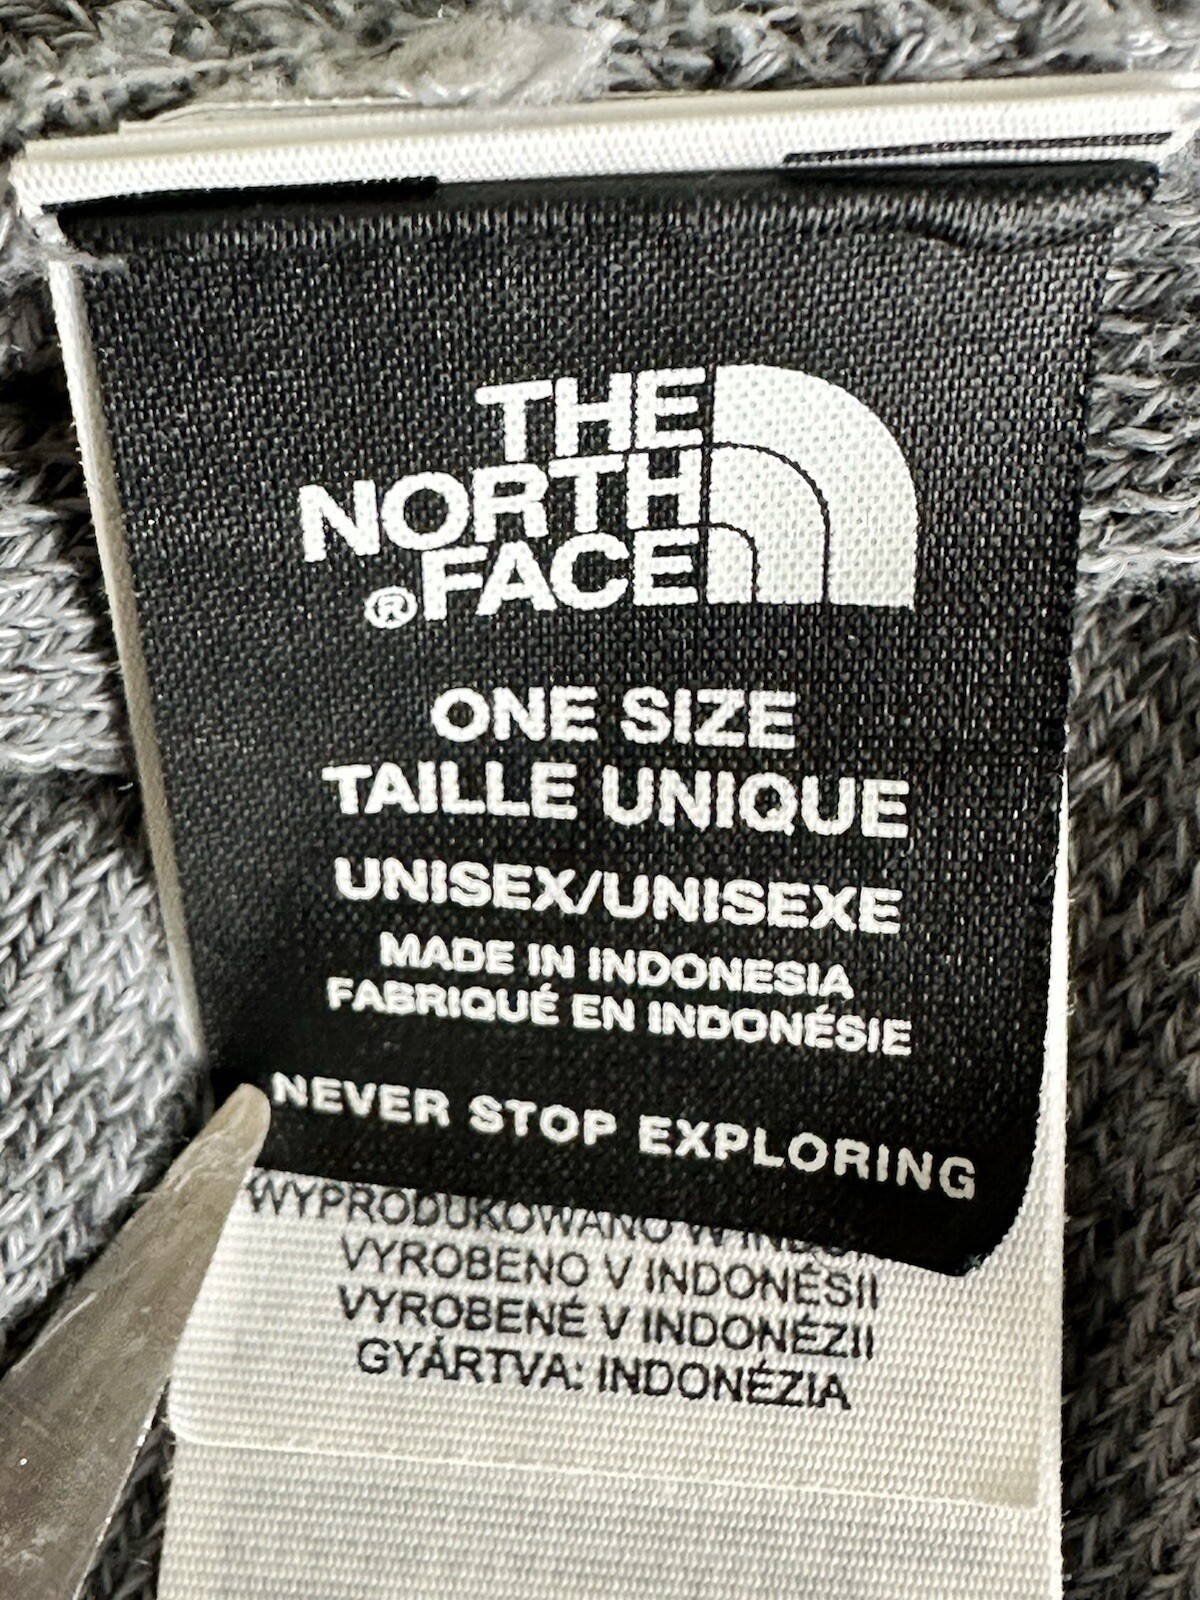 THE
NORTH
®FACE
ONE SIZE
TAILLE UNIQUE
UNISEX/UNISEXE
MADE IN INDONESIA
FABRIQUÉ EN INDONÉSIE
NEVER STOP EXPLORING
WYPRODUKOWANO W
VYROBENO V INDONÉSII
VYROBENÉ V INDONÉZII
GYÁRTVA: INDONÉZIA